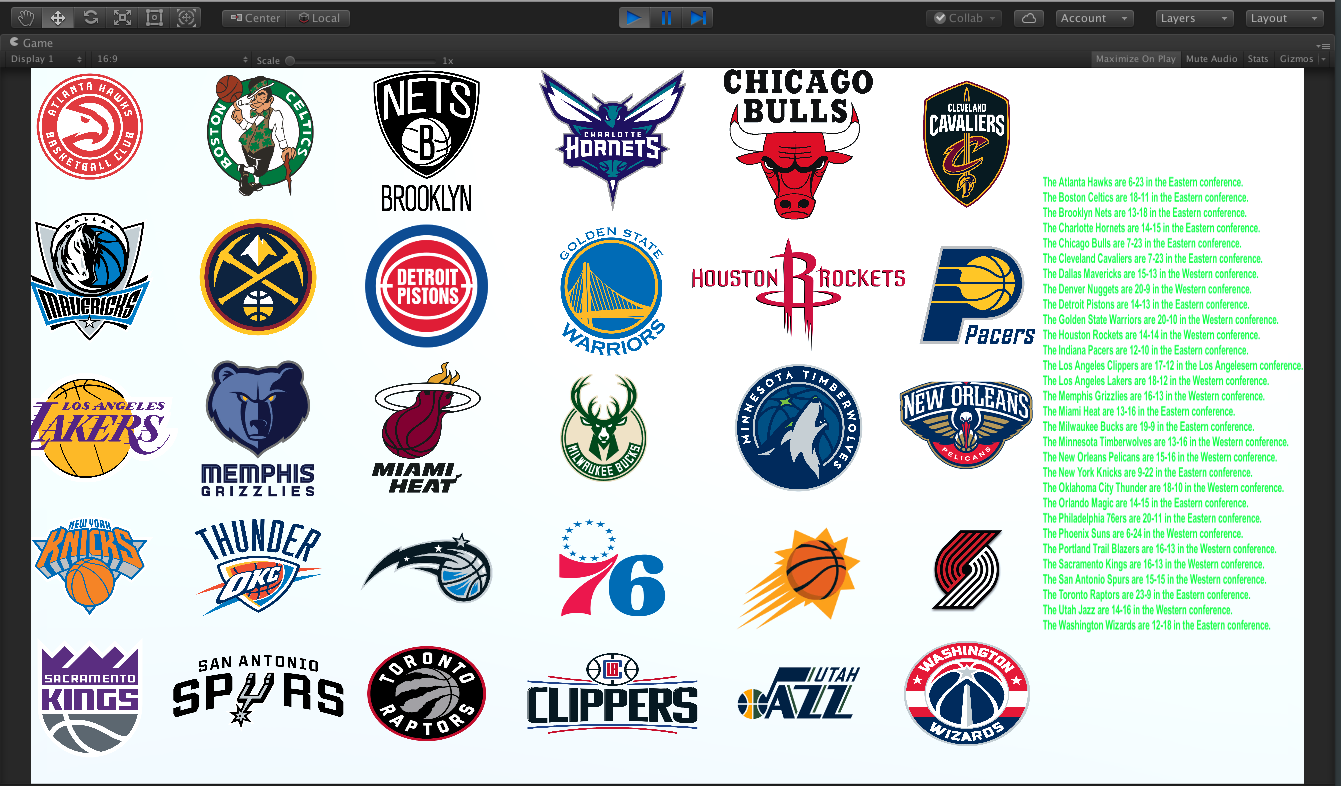 Center
Local
Collab
Account
Layers
Layout
Game
Display 1
16:9
Scale
1x
Maximize On Play
Mute Audio
Stats
Gizmos
ATLANTA HAWKS
BASKETBALL CLUB
BOSTON CELTICS
NETS
B
BROOKLYN
CHARLOTTE
HORNETS
CHICAGO
BULLS
CLEVELAND
CAVALIERS
C
DALLAS
MAVERICKS
DETROIT
PISTONS
GOLDEN STATE
WARRIORS
HOUSTON ROCKETS
Pacers
LOS ANGELES
LAKERS
MEMPHIS
GRIZZLIES
MIAMI
HEAT
MILWAUKEE BUCKS
MINNESOTA TIMBERWOLVES
NEW ORLEANS
PELICANS
NEW YORK
KNICKS
THUNDER
OKC
76
SACRAMENTO
KINGS
SAN ANTONIO
SPURS
TORONTO
RAPTORS
LAC
CLIPPERS
UTAH
JAZZ
WASHINGTON
WIZARDS
The Atlanta Hawks are 6-23 in the Eastern conference.
The Boston Celtics are 18-11 in the Eastern conference.
The Brooklyn Nets are 13-18 in the Eastern conference.
The Charlotte Hornets are 14-15 in the Eastern conference.
The Chicago Bulls are 7-23 in the Eastern conference.
The Cleveland Cavaliers are 7-23 in the Eastern conference.
The Dallas Mavericks are 15-13 in the Western conference.
The Denver Nuggets are 20-9 in the Western conference.
The Detroit Pistons are 14-13 in the Eastern conference.
The Golden State Warriors are 20-10 in the Western conference.
The Houston Rockets are 14-14 in the Western conference.
The Indiana Pacers are 12-10 in the Eastern conference.
The Los Angeles Clippers are 17-12 in the Los Angelesern conference.
The Los Angeles Lakers are 18-12 in the Western conference.
The Memphis Grizzlies are 16-13 in the Western conference.
The Miami Heat are 13-16 in the Eastern conference.
The Milwaukee Bucks are 19-9 in the Eastern conference.
The Minnesota Timberwolves are 13-16 in the Western conference.
The New Orleans Pelicans are 15-16 in the Western conference.
The New York Knicks are 9-22 in the Eastern conference.
The Oklahoma City Thunder are 18-10 in the Western conference.
The Orlando Magic are 14-15 in the Eastern conference.
The Philadelphia 76ers are 20-11 in the Eastern conference.
The Phoenix Suns are 6-24 in the Western conference.
The Portland Trail Blazers are 16-13 in the Western conference.
The Sacramento Kings are 16-13 in the Western conference.
The San Antonio Spurs are 15-15 in the Western conference.
The Toronto Raptors are 23-9 in the Eastern conference.
The Utah Jazz are 14-16 in the Western conference.
The Washington Wizards are 12-18 in the Eastern conference.